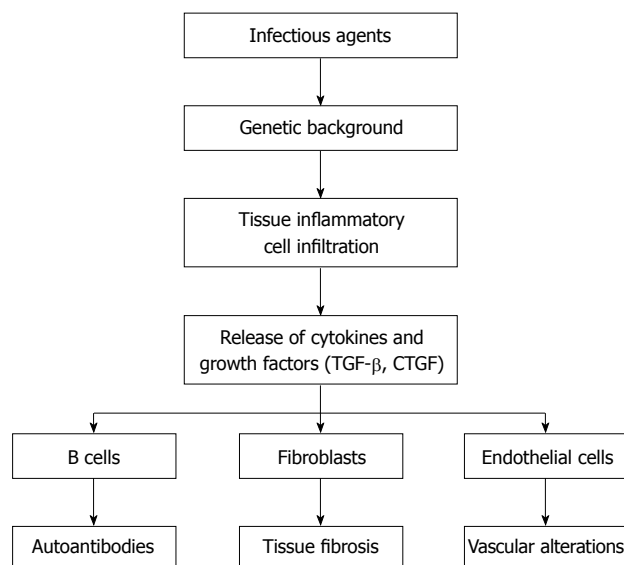 Infectious agents
Genetic background
Tissue inflammatory
cell infiltration
Release of cytokines and
growth factors (TGF-β, CTGF)
B cells
Fibroblasts
Endothelial cells
Autoantibodies
Tissue fibrosis
Vascular alterations